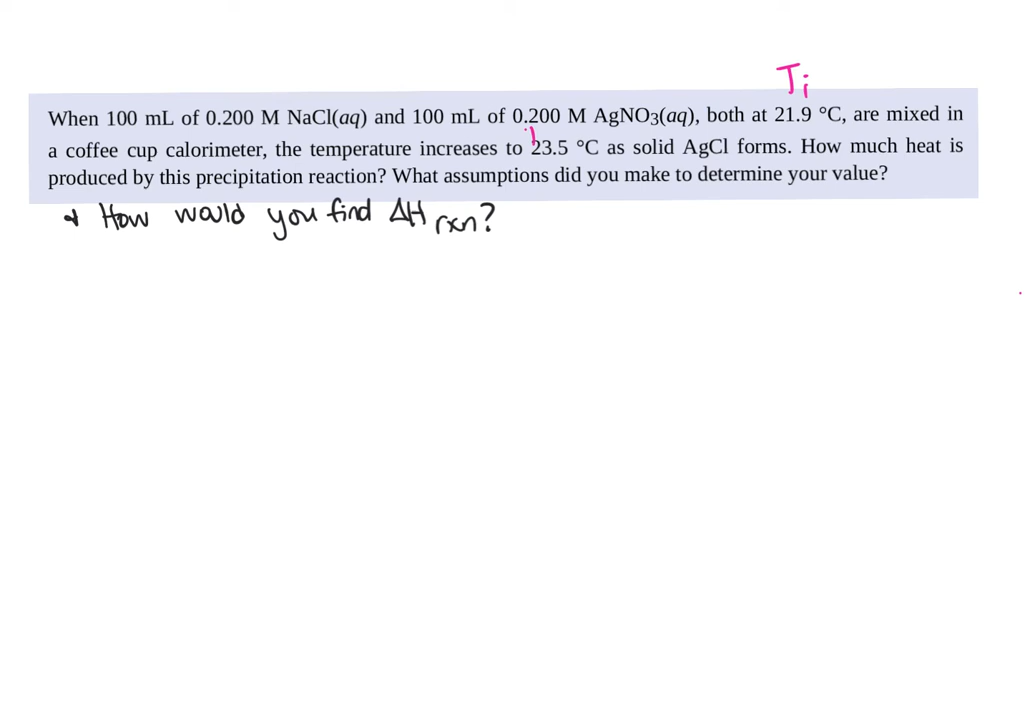 Ti
When 100 mL of 0.200 M NaCl(aq) and 100 mL of 0.200 M AgNO3(aq), both at 21.9 °C, are mixed in
a coffee cup calorimeter, the temperature increases to 23.5 °C as solid AgCl forms. How much heat is
produced by this precipitation reaction? What assumptions did you make to determine your value?
How would you find ΔH rxn?